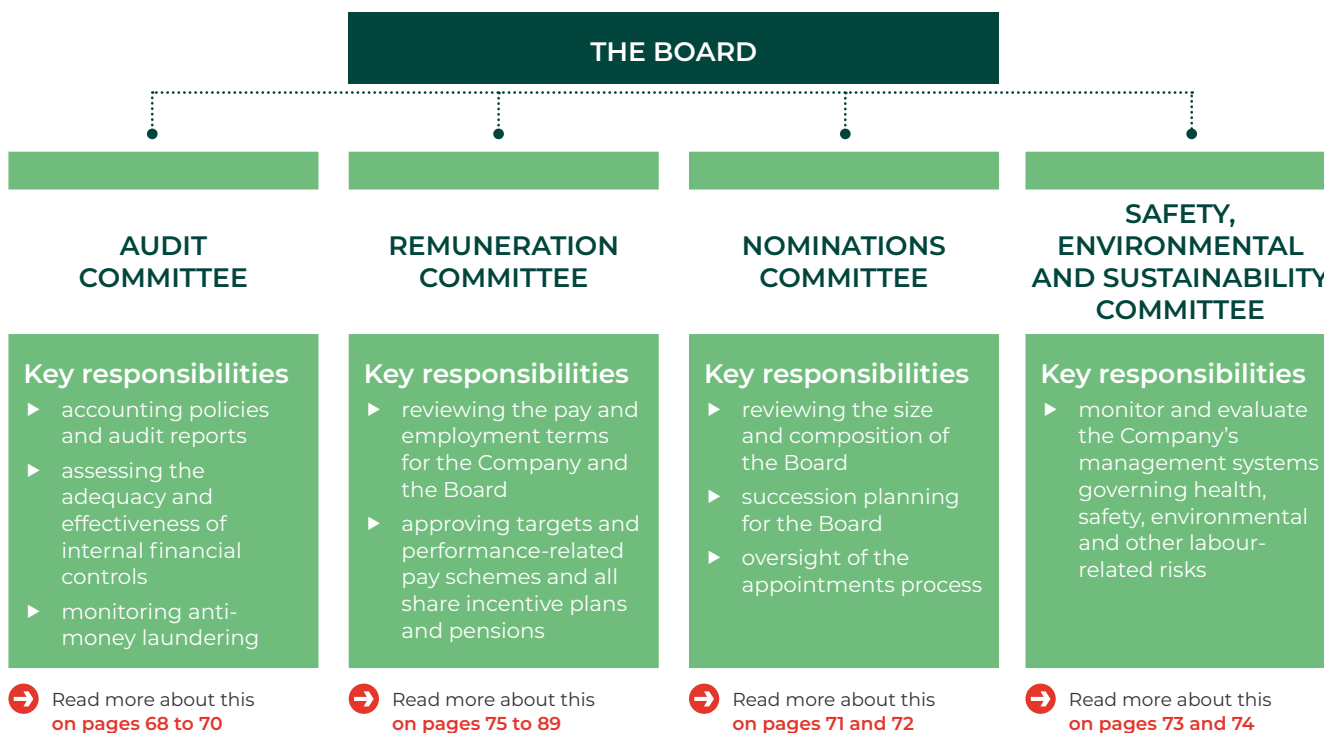 THE BOARD
AUDIT
COMMITTEE
Key responsibilities
accounting policies
and audit reports
assessing the
adequacy and
effectiveness of
internal financial
controls
monitoring anti-
money laundering
Read more about this
on pages 68 to 70
REMUNERATION
COMMITTEE
Key responsibilities
reviewing the pay and
employment terms
for the Company and
the Board
approving targets and
performance-related
pay schemes and all
share incentive plans
and pensions
Read more about this
on pages 75 to 89
NOMINATIONS
COMMITTEE
Key responsibilities
reviewing the size
and composition of
the Board
succession planning
for the Board
oversight of the
appointments process
Read more about this
on pages 71 and 72
SAFETY,
ENVIRONMENTAL
AND SUSTAINABILITY
COMMITTEE
Key responsibilities
monitor and evaluate
the Company’s
management systems
governing health,
safety, environmental
and other labour-
related risks
Read more about this
on pages 73 and 74